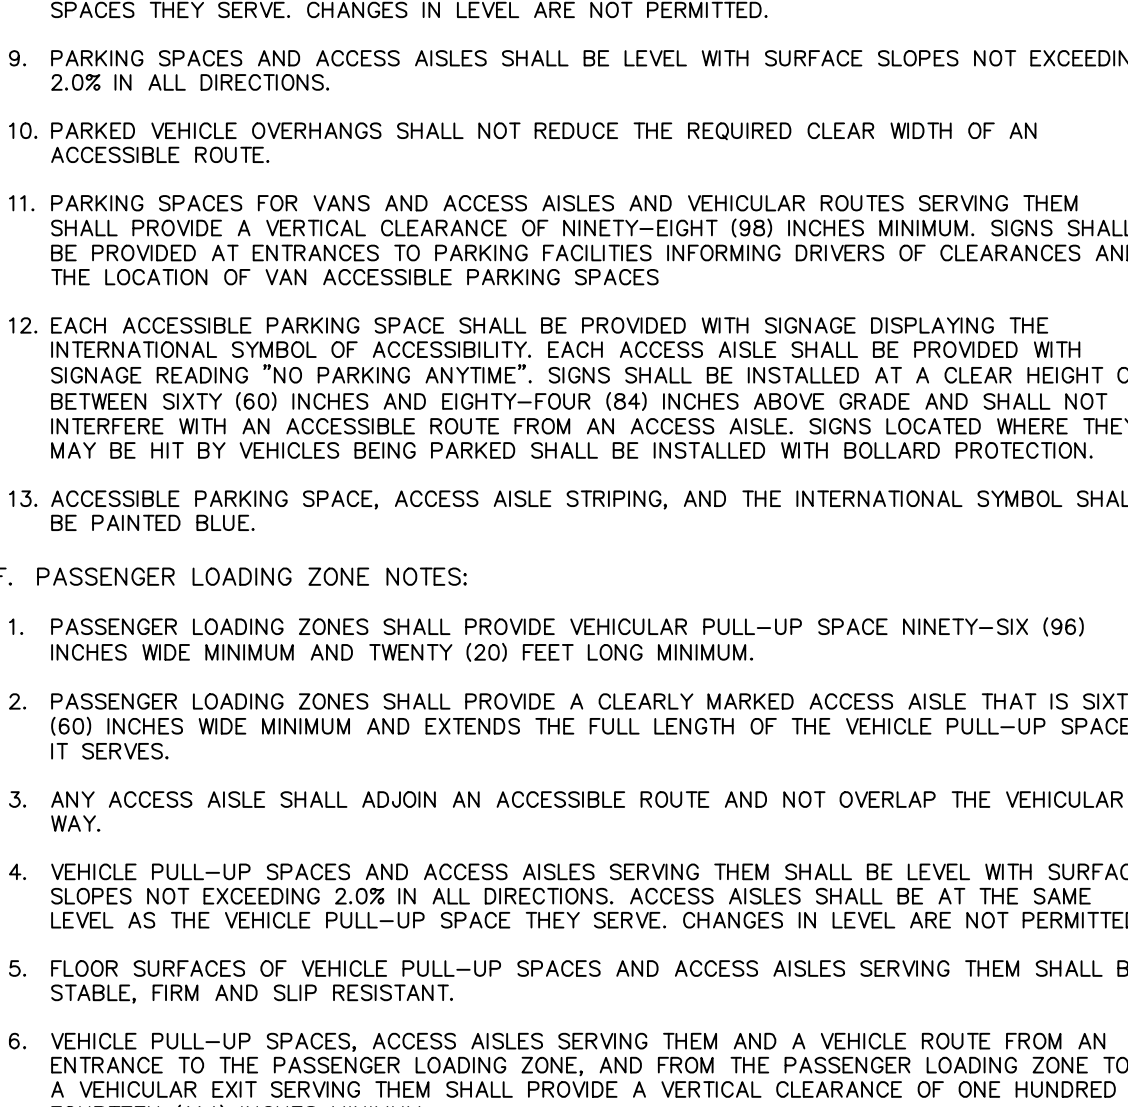 SPACES THEY SERVE. CHANGES IN LEVEL ARE NOT PERMITTED.
9. PARKING SPACES AND ACCESS AISLES SHALL BE LEVEL WITH SURFACE SLOPES NOT EXCEEDIN
2.0% IN ALL DIRECTIONS.
10. PARKED VEHICLE OVERHANGS SHALL NOT REDUCE THE REQUIRED CLEAR WIDTH OF AN
ACCESSIBLE ROUTE.
11. PARKING SPACES FOR VANS AND ACCESS AISLES AND VEHICULAR ROUTES SERVING THEM
SHALL PROVIDE A VERTICAL CLEARANCE OF NINETY-EIGHT (98) INCHES MINIMUM. SIGNS SHALL
BE PROVIDED AT ENTRANCES TO PARKING FACILITIES INFORMING DRIVERS OF CLEARANCES AN
THE LOCATION OF VAN ACCESSIBLE PARKING SPACES
12. EACH ACCESSIBLE PARKING SPACE SHALL BE PROVIDED WITH SIGNAGE DISPLAYING THE
INTERNATIONAL SYMBOL OF ACCESSIBILITY. EACH ACCESS AISLE SHALL BE PROVIDED WITH
SIGNAGE READING "NO PARKING ANYTIME". SIGNS SHALL BE INSTALLED AT A CLEAR HEIGHT
BETWEEN SIXTY (60) INCHES AND EIGHTY-FOUR (84) INCHES ABOVE GRADE AND SHALL NOT
INTERFERE WITH AN ACCESSIBLE ROUTE FROM AN ACCESS AISLE. SIGNS LOCATED WHERE THEY
MAY BE HIT BY VEHICLES BEING PARKED SHALL BE INSTALLED WITH BOLLARD PROTECTION.
13. ACCESSIBLE PARKING SPACE, ACCESS AISLE STRIPING, AND THE INTERNATIONAL SYMBOL SHAL
BE PAINTED BLUE.
F. PASSENGER LOADING ZONE NOTES:
1. PASSENGER LOADING ZONES SHALL PROVIDE VEHICULAR PULL-UP SPACE NINETY-SIX (96)
INCHES WIDE MINIMUM AND TWENTY (20) FEET LONG MINIMUM.
2. PASSENGER LOADING ZONES SHALL PROVIDE A CLEARLY MARKED ACCESS AISLE THAT IS SIXT
(60) INCHES WIDE MINIMUM AND EXTENDS THE FULL LENGTH OF THE VEHICLE PULL-UP SPACE
IT SERVES.
3. ANY ACCESS AISLE SHALL ADJOIN AN ACCESSIBLE ROUTE AND NOT OVERLAP THE VEHICULAR
WAY.
4. VEHICLE PULL-UP SPACES AND ACCESS AISLES SERVING THEM SHALL BE LEVEL WITH SURFAC
SLOPES NOT EXCEEDING 2.0% IN ALL DIRECTIONS. ACCESS AISLES SHALL BE AT THE SAME
LEVEL AS THE VEHICLE PULL-UP SPACE THEY SERVE. CHANGES IN LEVEL ARE NOT PERMITTED
5. FLOOR SURFACES OF VEHICLE PULL-UP SPACES AND ACCESS AISLES SERVING THEM SHALL B
STABLE, FIRM AND SLIP RESISTANT.
6. VEHICLE PULL-UP SPACES, ACCESS AISLES SERVING THEM AND A VEHICLE ROUTE FROM AN
ENTRANCE TO THE PASSENGER LOADING ZONE, AND FROM THE PASSENGER LOADING ZONE TO
A VEHICULAR EXIT SERVING THEM SHALL PROVIDE A VERTICAL CLEARANCE OF ONE HUNDRED